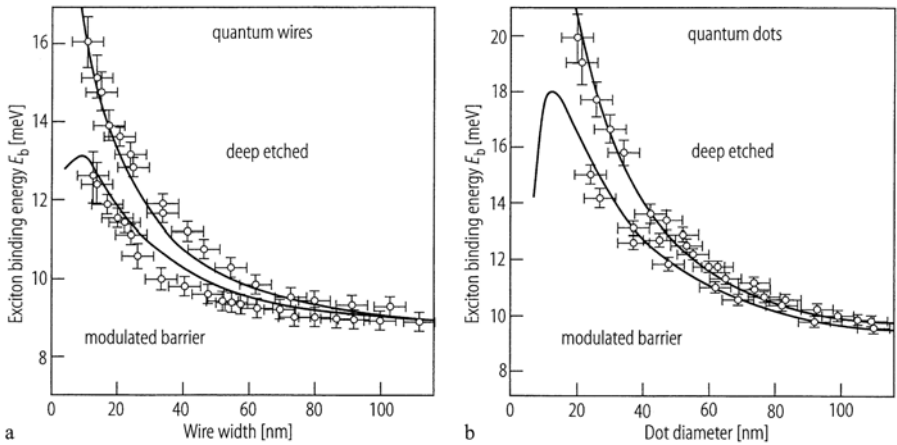 quantum wires
deep etched
modulated barrier
Exciton binding energy E_b [meV]
16
14
12
10
8
0 20 40 60 80 100
Wire width [nm]
a
quantum dots
deep etched
modulated barrier
Exciton binding energy E_b [meV]
20
18
16
14
12
10
8
0 20 40 60 80 100
Dot diameter [nm]
b